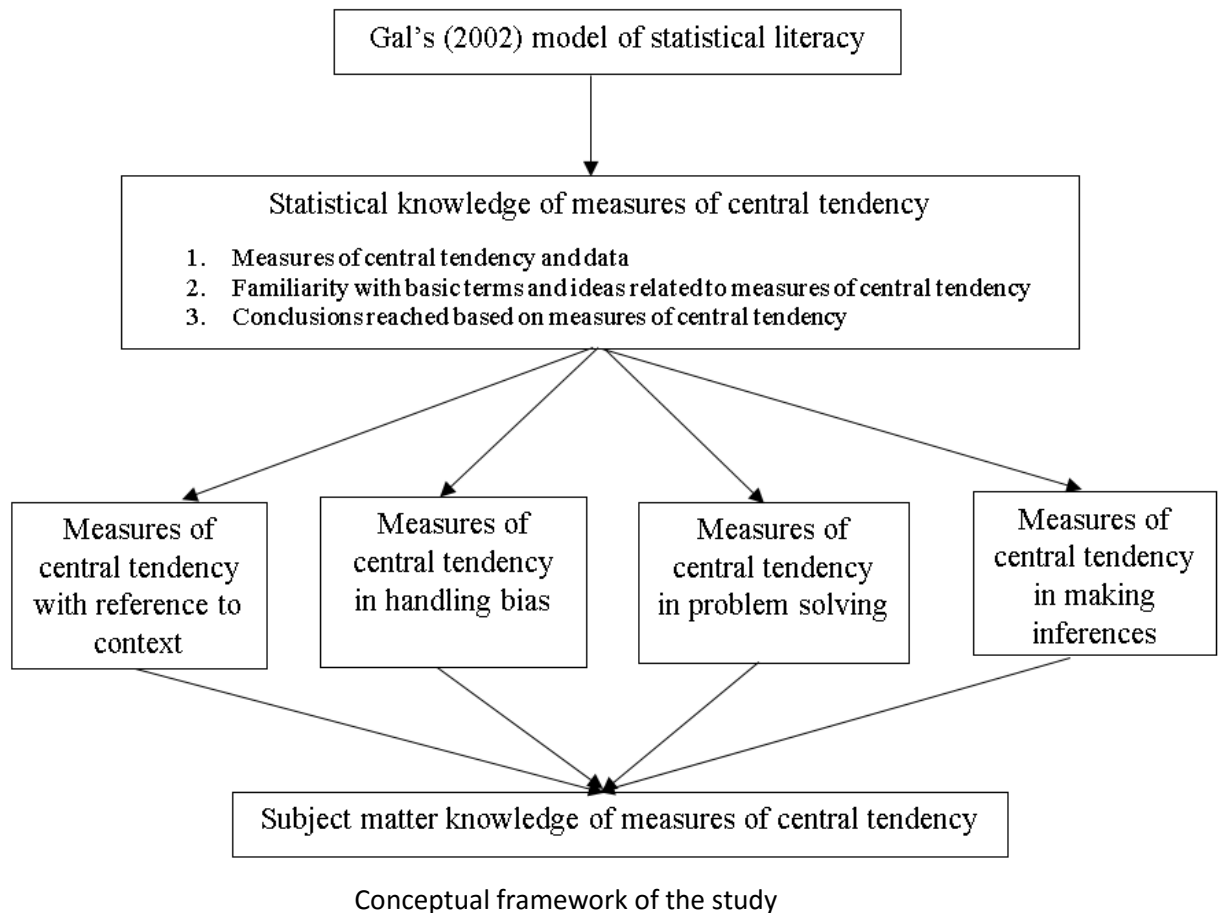 Gal's (2002) model of statistical literacy
Statistical knowledge of measures of central tendency
1. Measures of central tendency and data
2. Familiarity with basic terms and ideas related to measures of central tendency
3. Conclusions reached based on measures of central tendency
Measures of
central tendency
with reference to
context
Measures of
central tendency
in handling bias
Measures of
central tendency
in problem solving
Measures of
central tendency
in making
inferences
Subject matter knowledge of measures of central tendency
Conceptual framework of the study